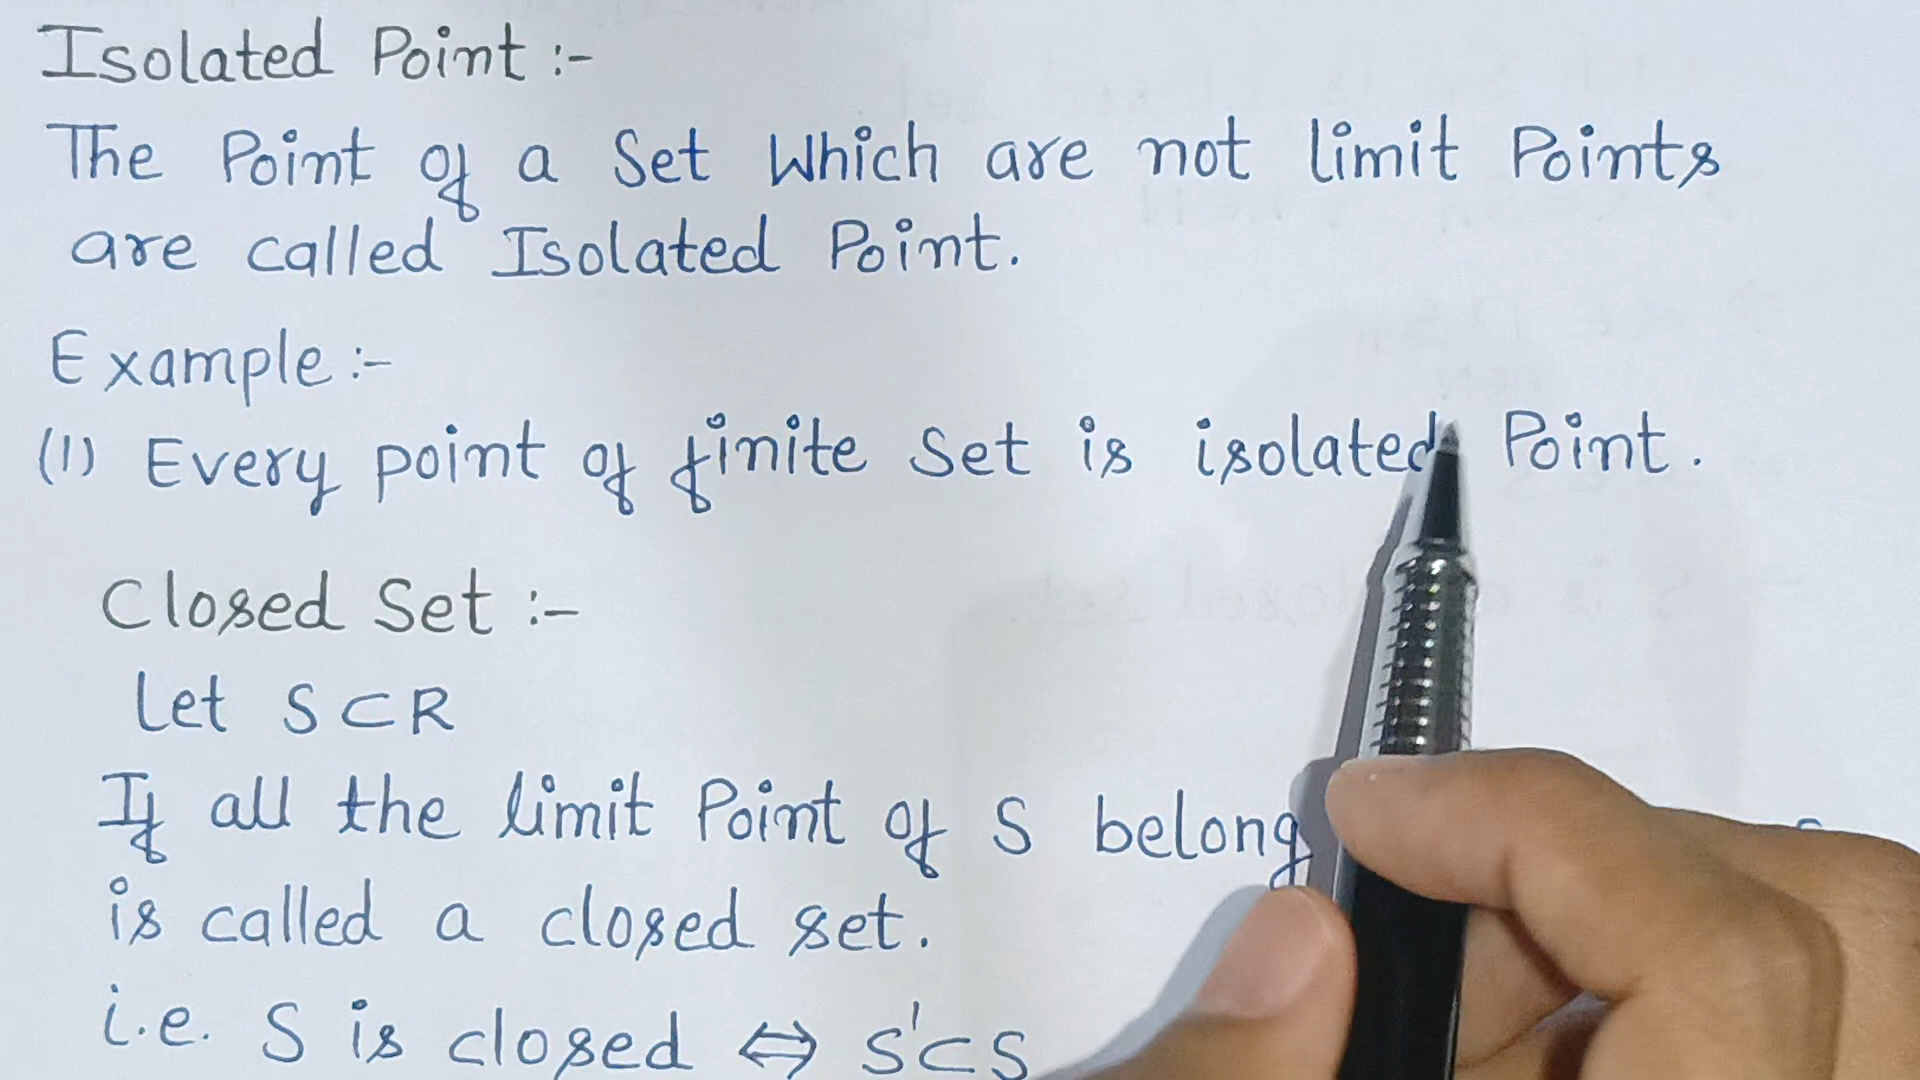 Isolated Point :-
The Point of a Set Which are not limit Points
are called Isolated Point.
Example :-
(1) Every point of finite Set is isolated Point.
Closed Set :-
Let S⊂R
If all the limit Point of S belong
is called a closed set.
i.e. S is closed ⇔ S'⊂S